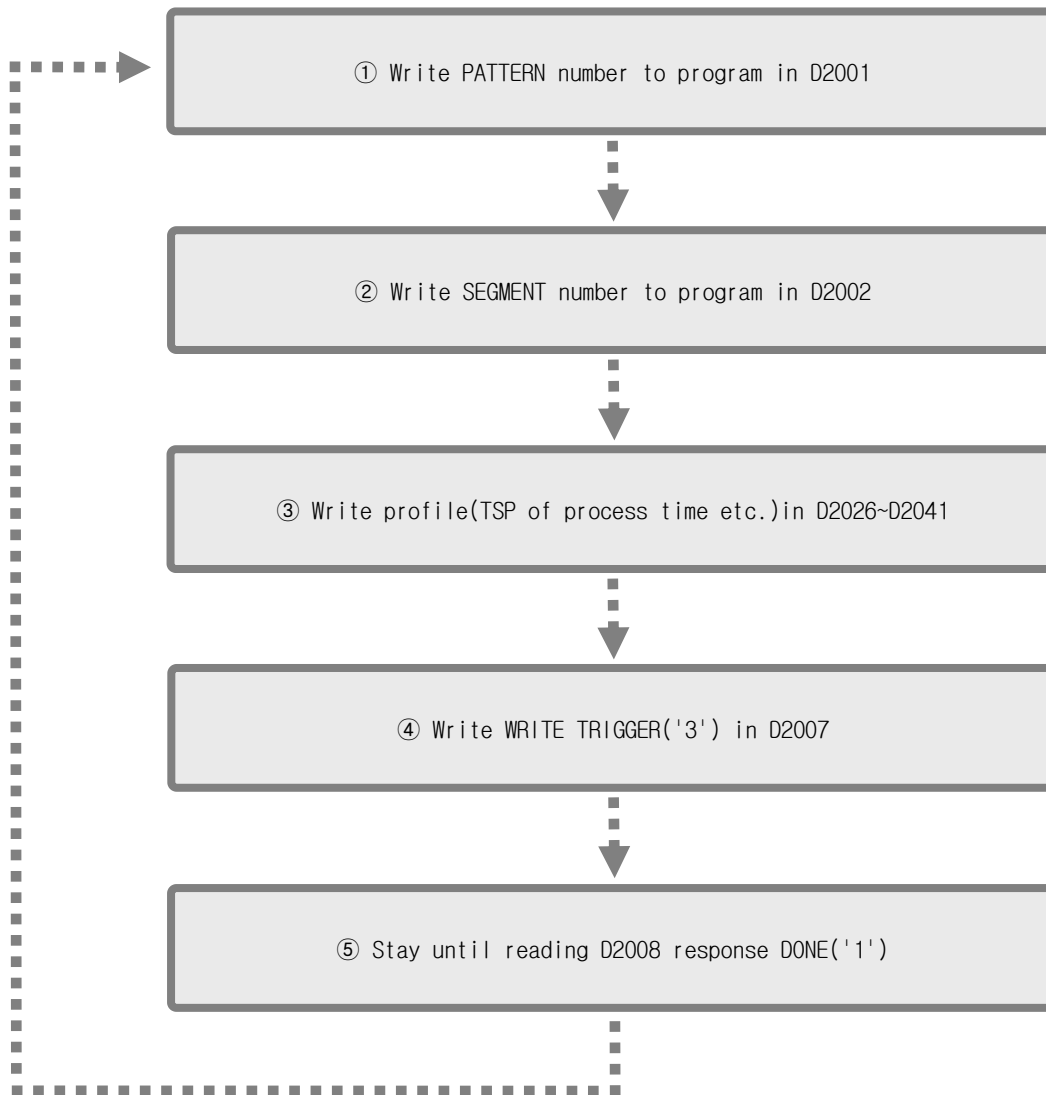 ① Write PATTERN number to program in D2001
② Write SEGMENT number to program in D2002
③ Write profile(TSP of process time etc.)in D2026~D2041
④ Write WRITE TRIGGER('3') in D2007
⑤ Stay until reading D2008 response DONE('1')